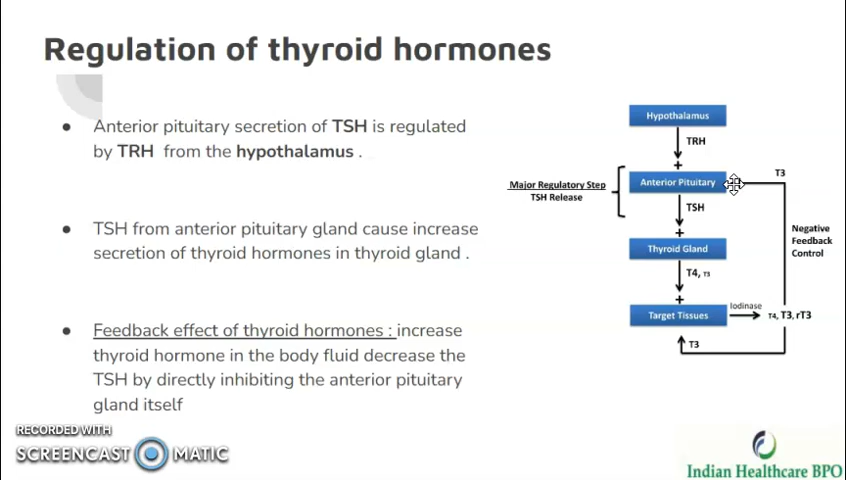 Regulation of thyroid hormones
● Anterior pituitary secretion of TSH is regulated
by TRH from the hypothalamus .
● TSH from anterior pituitary gland cause increase
secretion of thyroid hormones in thyroid gland .
● Feedback effect of thyroid hormones : increase
thyroid hormone in the body fluid decrease the
TSH by directly inhibiting the anterior pituitary
gland itself
Hypothalamus
TRH
+
Anterior Pituitary
T3
Major Regulatory Step
TSH Release
TSH
+
Negative
Feedback
Control
Thyroid Gland
T4, T3
+
Target Tissues
Iodinase
T4, T3, rT3
T3
RECORDED WITH
SCREENCAST MATIC
Indian Healthcare BPO